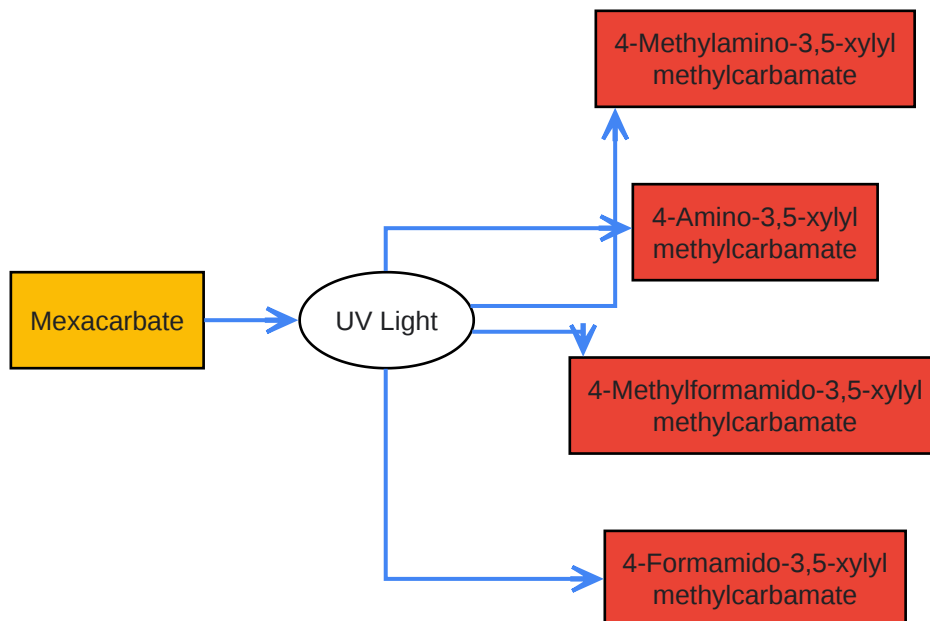 4-Methylamino-3,5-xylyl
methylcarbamate
4-Amino-3,5-xylyl
methylcarbamate
Mexacarbate
UV Light
4-Methylformamido-3,5-xylyl
methylcarbamate
4-Formamido-3,5-xylyl
methylcarbamate